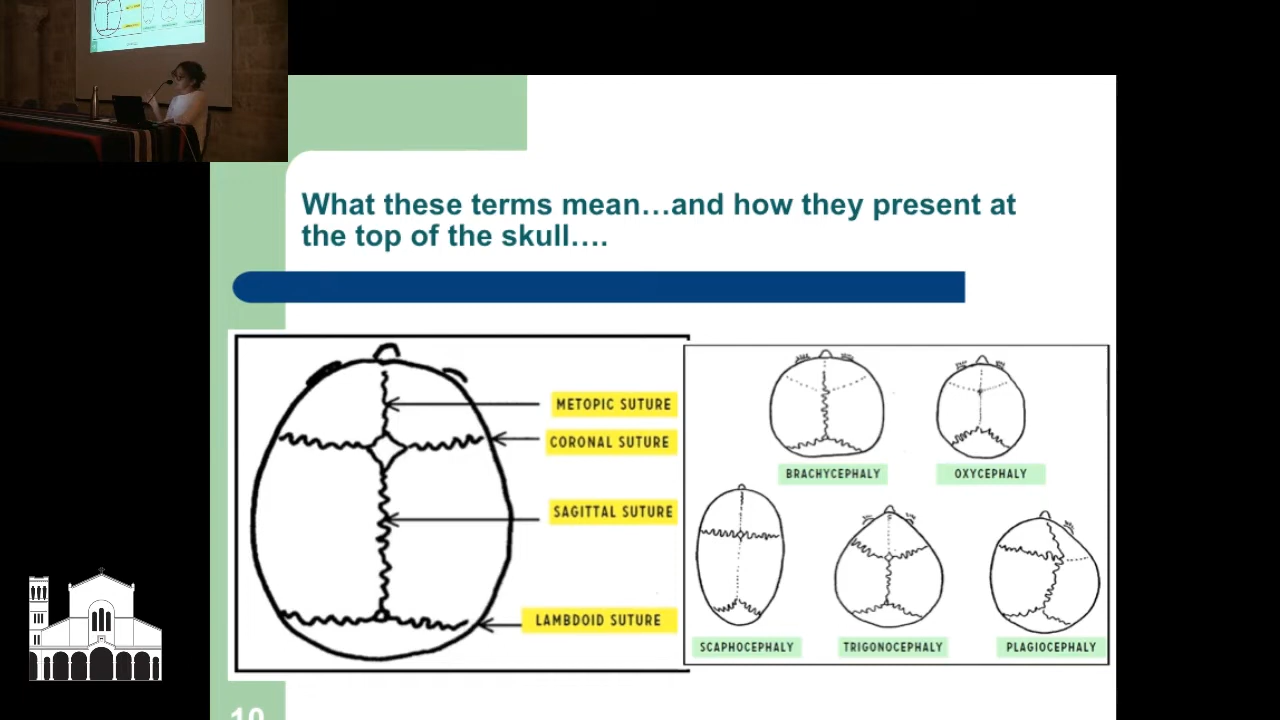 What these terms mean…and how they present at
the top of the skull….
METOPIC SUTURE
CORONAL SUTURE
SAGITTAL SUTURE
LAMBDOID SUTURE
BRACHYCEPHALY
OXYCEPHALY
SCAPHOCEPHALY
TRIGONOCEPHALY
PLAGIOCEPHALY
10